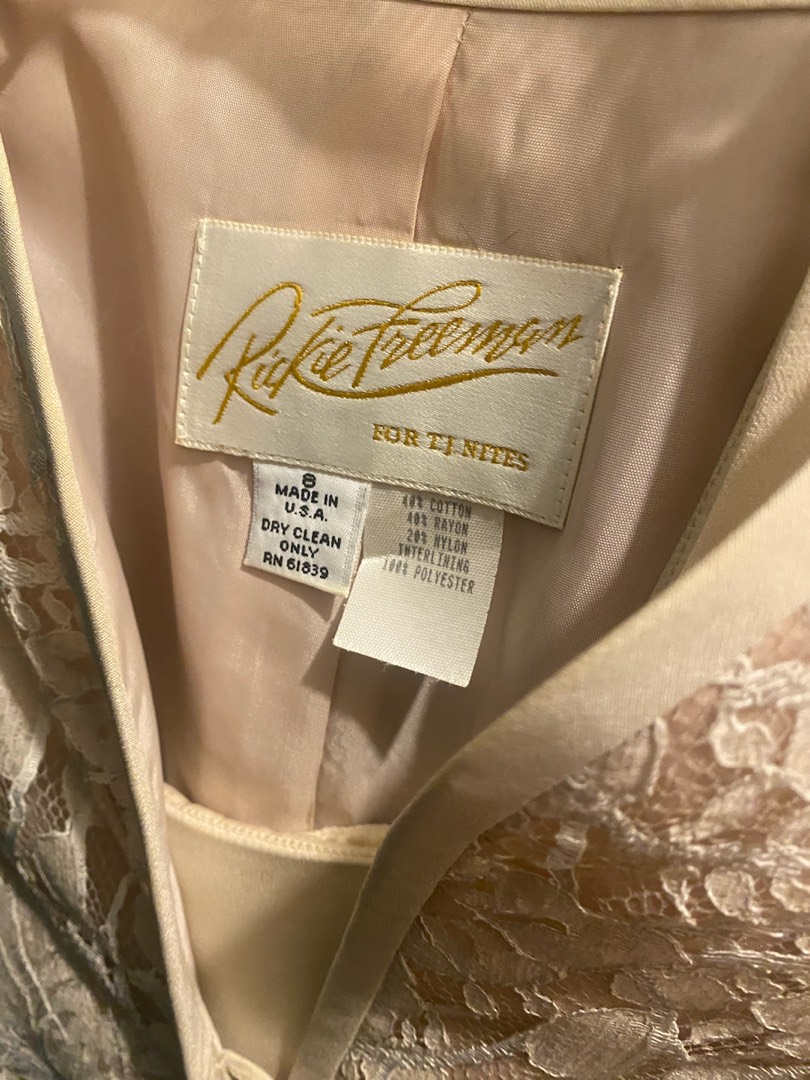 Rickie Freeman
FOR TJ NITES
8
MADE IN
U.S.A.
DRY CLEAN
ONLY
RN 61839
40% COTTON
40% RAYON
20% NYLON
INTERLINING
100% POLYESTER